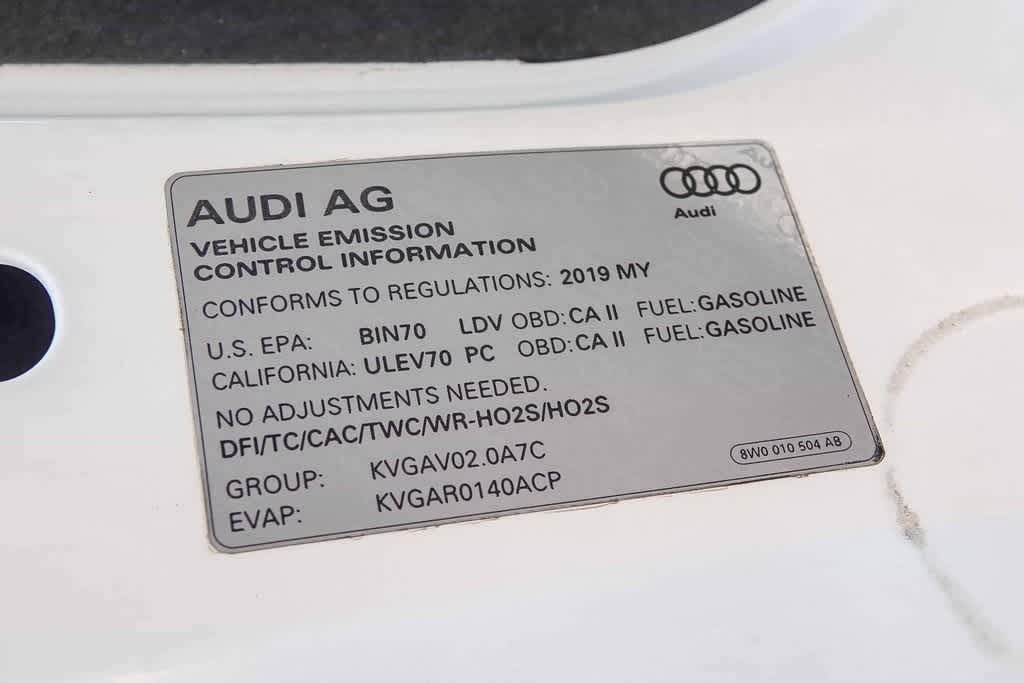 AUDI AG
Audi
VEHICLE EMISSION
CONTROL INFORMATION
CONFORMS TO REGULATIONS: 2019 MY
U.S. EPA: BIN70 LDV OBD: CA II FUEL: GASOLINE
CALIFORNIA: ULEV70 PC OBD: CA II FUEL: GASOLINE
NO ADJUSTMENTS NEEDED.
DFI/TC/CAC/TWC/WR-HO2S/HO2S
GROUP: KVGAV02.0A7C
EVAP: KVGAR0140ACP
8W0 010 504 AB